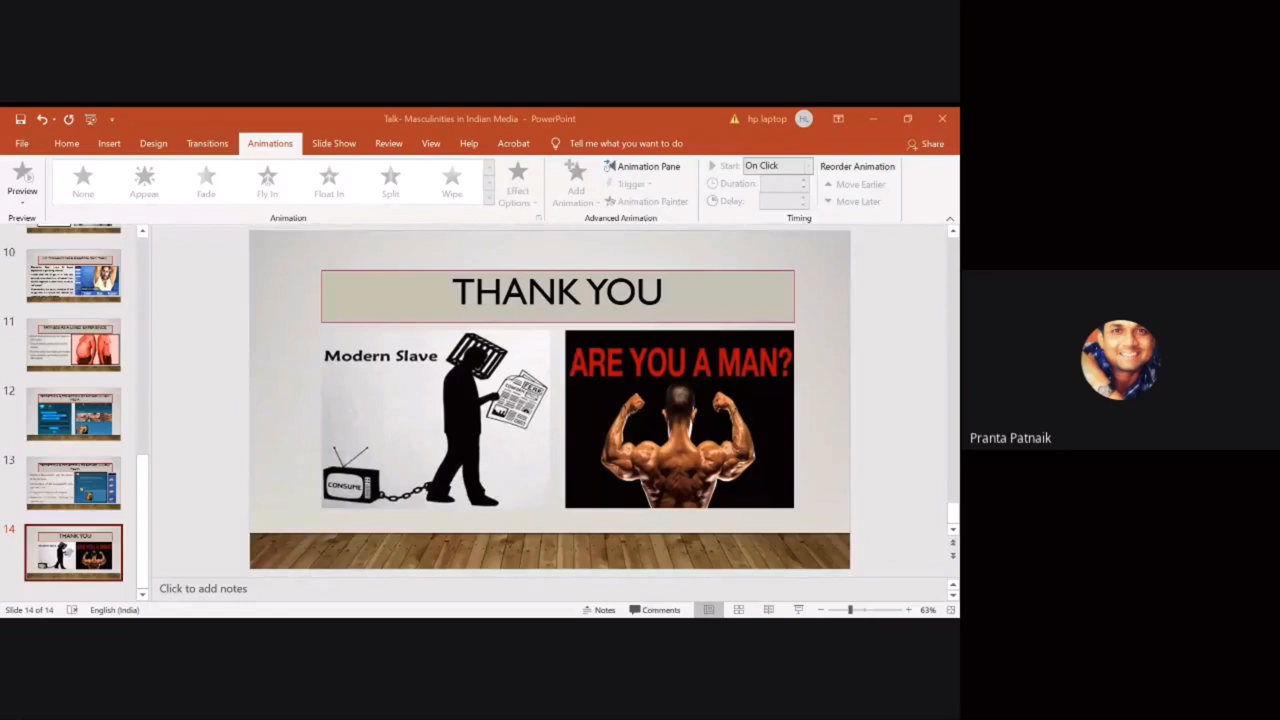 Talk- Masculinities in Indian Media - PowerPoint
hp laptop
HL
File Home Insert Design Transitions Animations Slide Show Review View Help Acrobat Tell me what you want to do Share
Preview
None Appear Fade Fly In Float In Split Wipe
Effect Options
Add Animation
Animation Pane
Trigger
Animation Painter
Start: On Click
Duration:
Delay:
Reorder Animation
Move Earlier
Move Later
Preview Animation Advanced Animation Timing
10
11
12
13
14
THANK YOU
Modern Slave
CONSUME
ARE YOU A MAN?
THANK YOU
Click to add notes
Slide 14 of 14 English (India) Notes Comments 63%
Pranta Patnaik